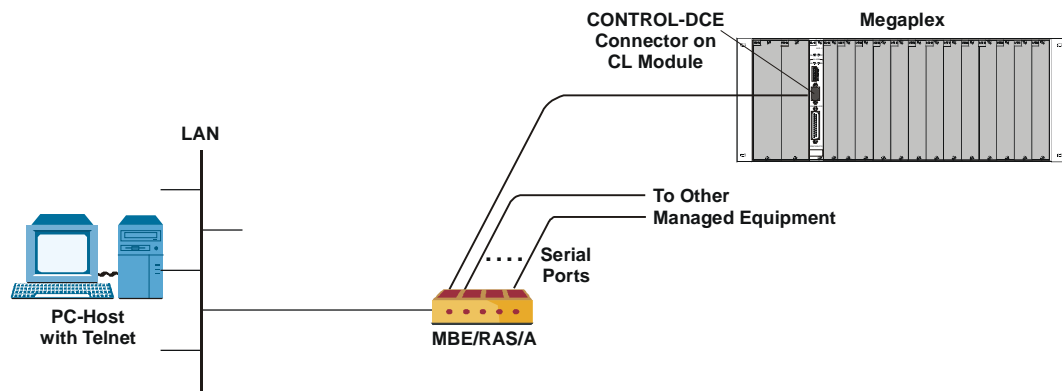 CONTROL-DCE
Connector on
CL Module
Megaplex
LAN
To Other
Managed Equipment
Serial
Ports
PC-Host
with Telnet
MBE/RAS/A